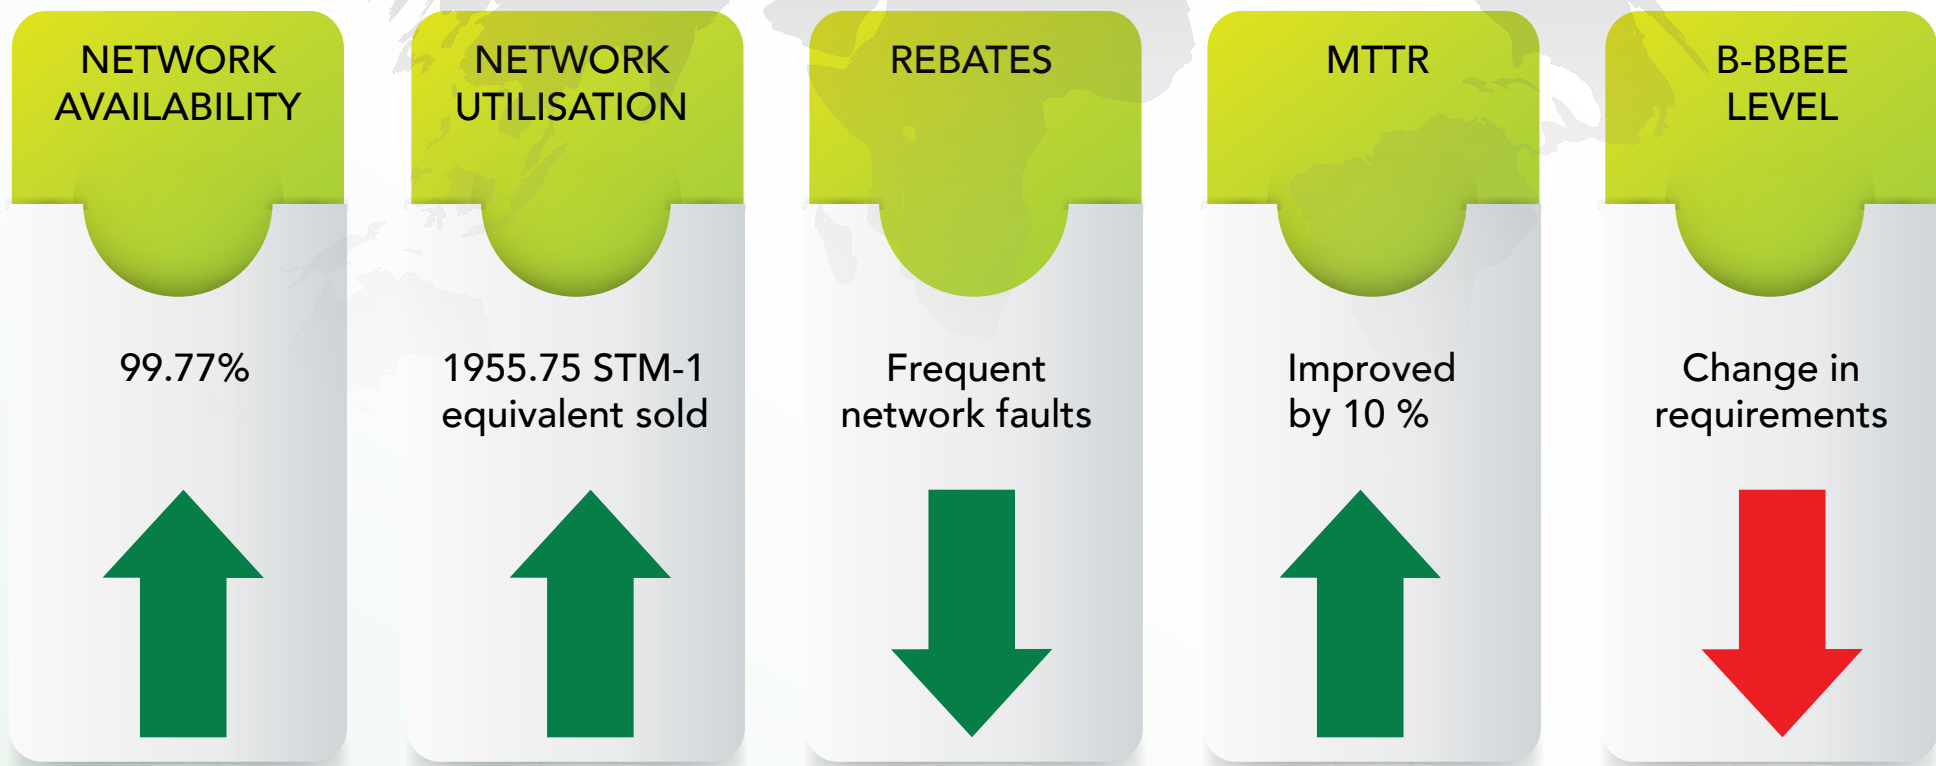 NETWORK
AVAILABILITY
99.77%
NETWORK
UTILISATION
1955.75 STM-1
equivalent sold
REBATES
Frequent
network faults
MTTR
Improved
by 10 %
B-BBEE
LEVEL
Change in
requirements